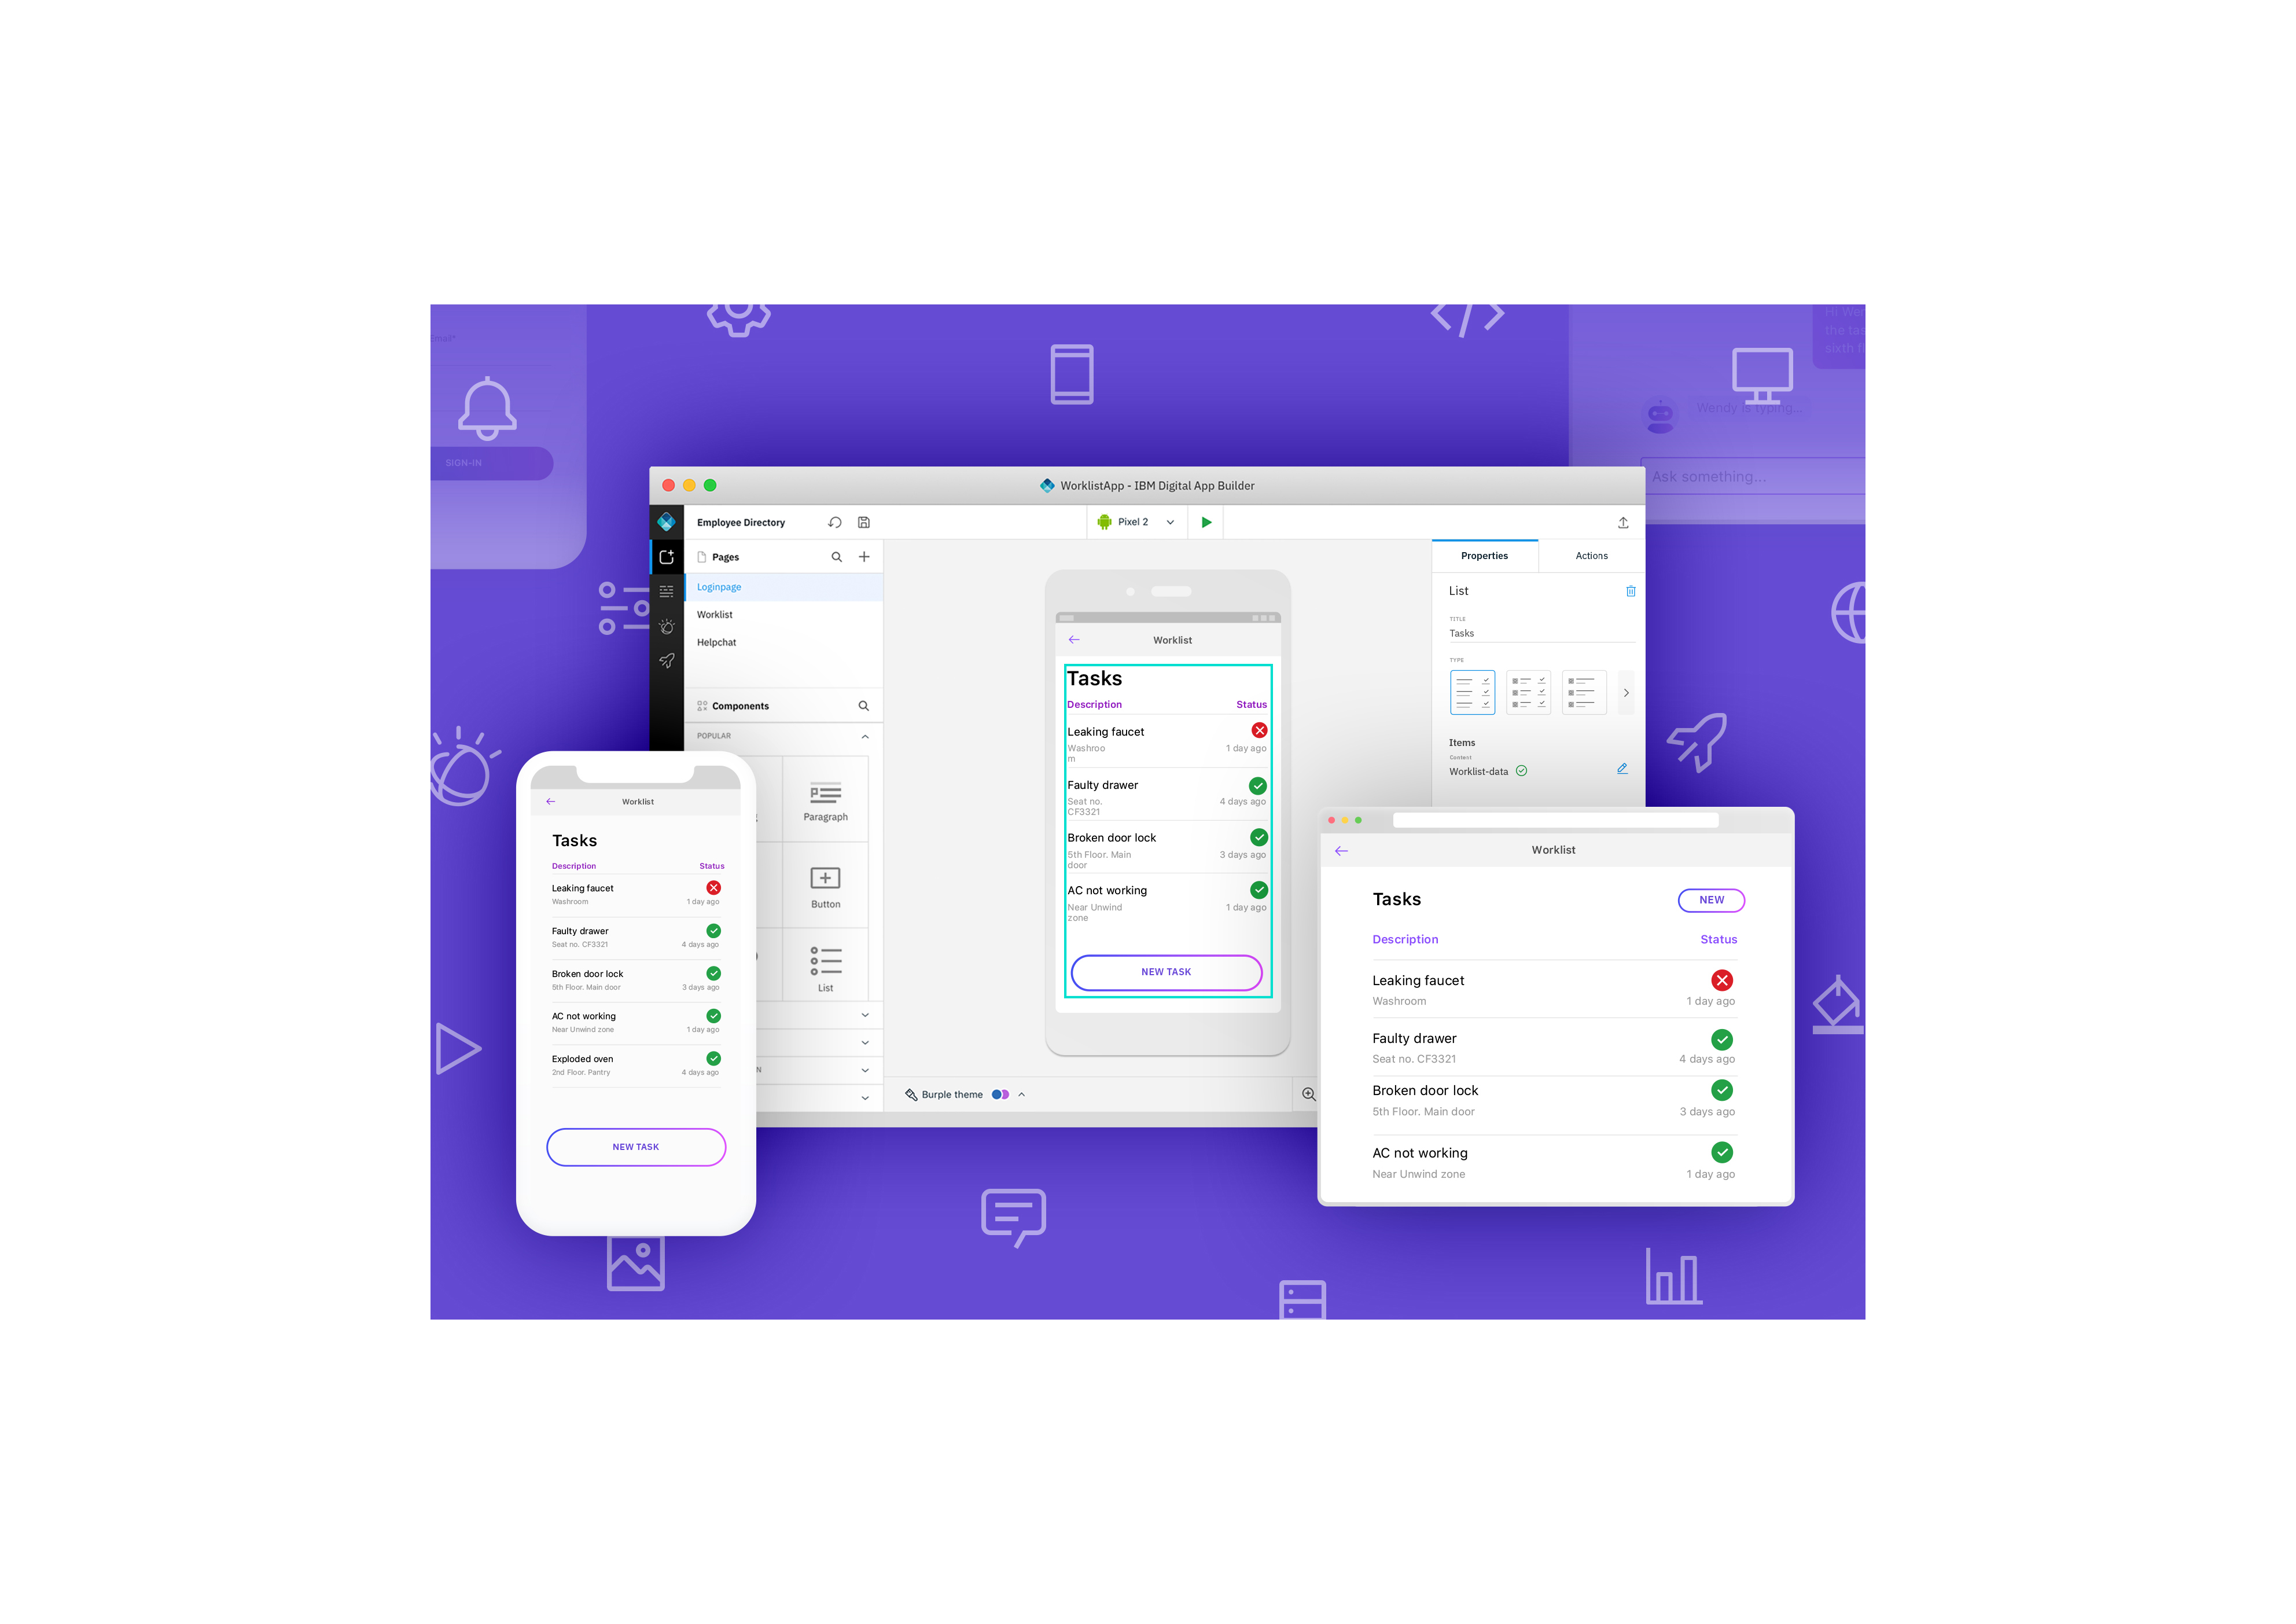 Email*
SIGN-IN
Hi Wen
the tas
sixth fl
Wendy is typing...
Ask something...
WorklistApp - IBM Digital App Builder
Employee Directory
Pixel 2
Pages
Loginpage
Worklist
Helpchat
Components
POPULAR
Paragraph
Button
List
N
Worklist
Tasks
Description Status
Leaking faucet
Washroo 1 day ago
m
Faulty drawer
Seat no. 4 days ago
CF3321
Broken door lock
5th Floor. Main 3 days ago
door
AC not working
Near Unwind 1 day ago
zone
NEW TASK
Burple theme
Properties Actions
List
TITLE
Tasks
TYPE
Items
Content
Worklist-data
Worklist
Tasks
Description Status
Leaking faucet
Washroom 1 day ago
Faulty drawer
Seat no. CF3321 4 days ago
Broken door lock
5th Floor. Main door 3 days ago
AC not working
Near Unwind zone 1 day ago
Exploded oven
2nd Floor. Pantry 4 days ago
NEW TASK
Worklist
Tasks NEW
Description Status
Leaking faucet
Washroom 1 day ago
Faulty drawer
Seat no. CF3321 4 days ago
Broken door lock
5th Floor. Main door 3 days ago
AC not working
Near Unwind zone 1 day ago